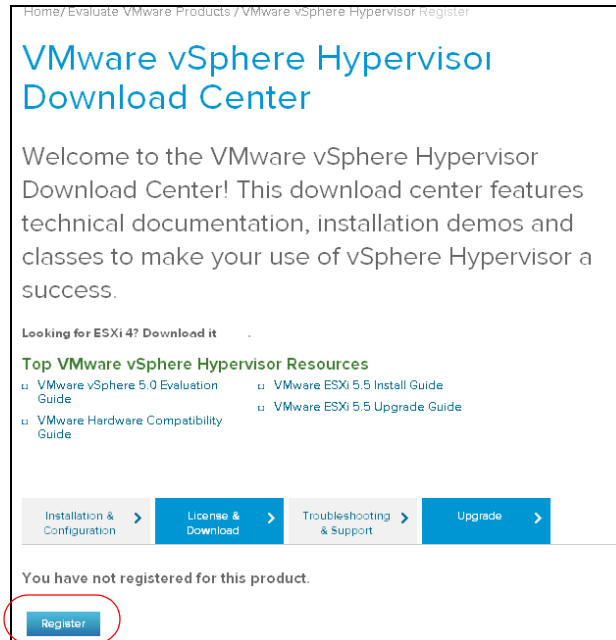 Home/ Evaluate VMware Products / VMware vSphere Hypervisor Register
VMware vSphere Hypervisor
Download Center
Welcome to the VMware vSphere Hypervisor
Download Center! This download center features
technical documentation, installation demos and
classes to make your use of vSphere Hypervisor a
success.
Looking for ESXi 4? Download it .
Top VMware vSphere Hypervisor Resources
VMware vSphere 5.0 Evaluation
Guide
VMware Hardware Compatibility
Guide
VMware ESXi 5.5 Install Guide
VMware ESXi 5.5 Upgrade Guide
Installation &
Configuration
License &
Download
Troubleshooting
& Support
Upgrade
You have not registered for this product.
Register